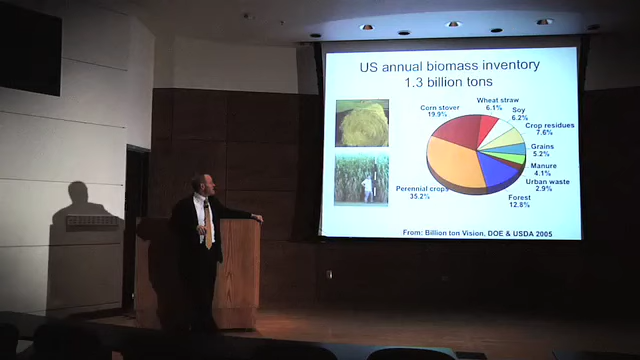 US annual biomass inventory
1.3 billion tons
Wheat straw
6.1%
Corn stover
19.9%
Soy
6.2%
Crop residues
7.6%
Grains
5.2%
Manure
4.1%
Urban waste
2.9%
Perennial crops
35.2%
Forest
12.8%
From: Billion ton Vision, DOE & USDA 2005